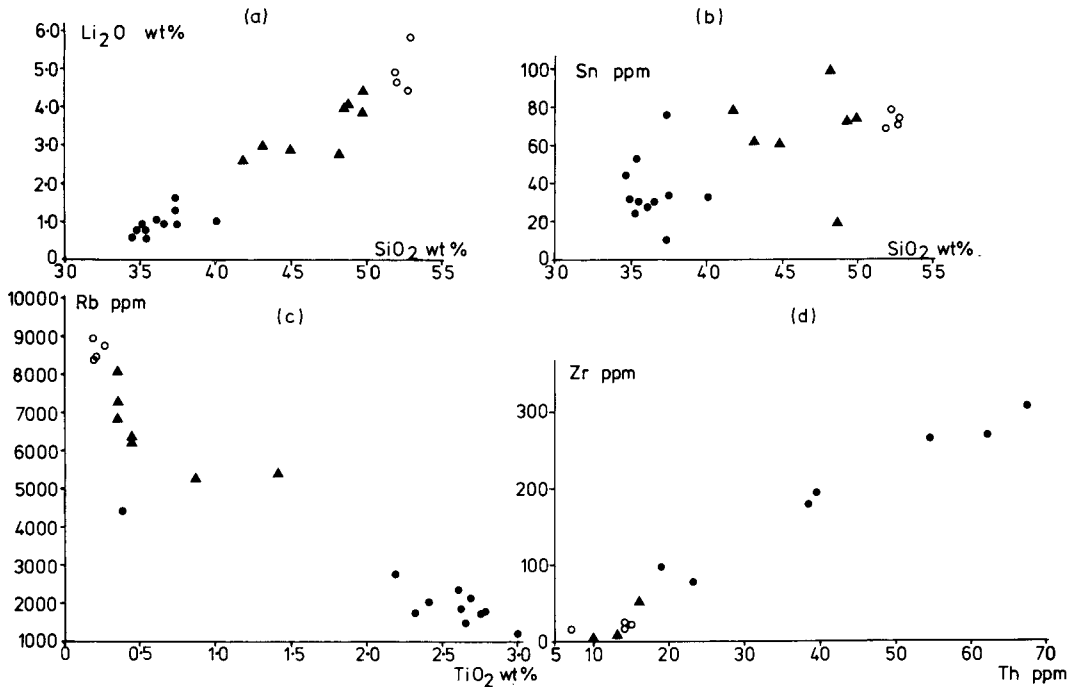 (a)
Li2O wt%
6·0
5·0
4·0
3·0
2·0
1·0
0
SiO2 wt%
30 35 40 45 50 55
(b)
Sn ppm
100
80
60
40
20
0
SiO2 wt%
30 35 40 45 50 55
(c)
Rb ppm
10000
9000
8000
7000
6000
5000
4000
3000
2000
1000
0 0·5 1·0 1·5 2·0 2·5 3·0
TiO2 wt%
(d)
Zr ppm
300
200
100
0
5 10 20 30 40 50 60 70
Th ppm